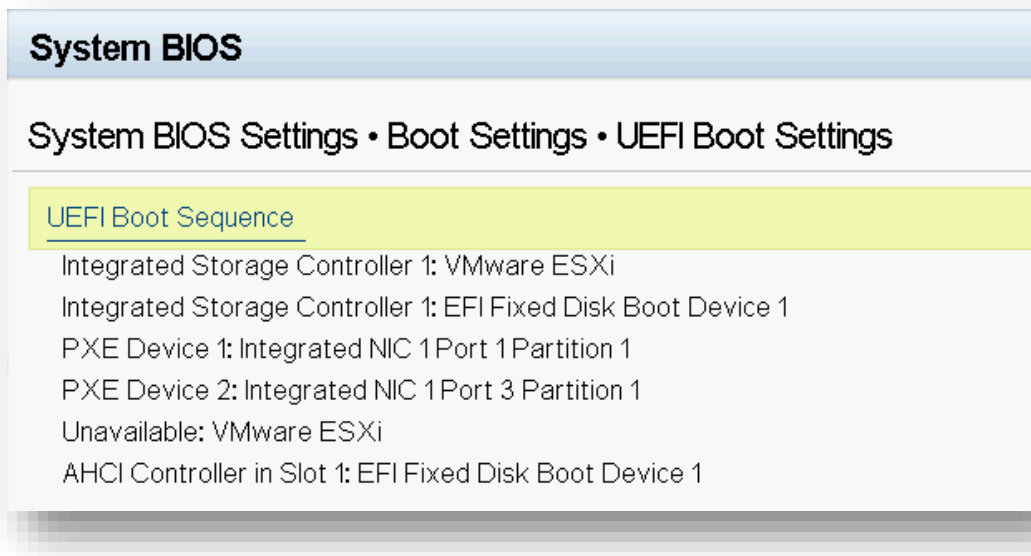 System BIOS
System BIOS Settings • Boot Settings • UEFI Boot Settings
UEFI Boot Sequence
Integrated Storage Controller 1: VMware ESXi
Integrated Storage Controller 1: EFI Fixed Disk Boot Device 1
PXE Device 1: Integrated NIC 1 Port 1 Partition 1
PXE Device 2: Integrated NIC 1 Port 3 Partition 1
Unavailable: VMware ESXi
AHCI Controller in Slot 1: EFI Fixed Disk Boot Device 1